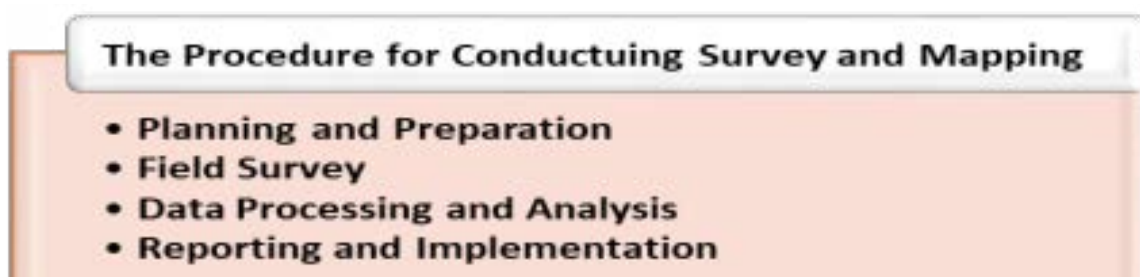 The Procedure for Conductuing Survey and Mapping
• Planning and Preparation
• Field Survey
• Data Processing and Analysis
• Reporting and Implementation